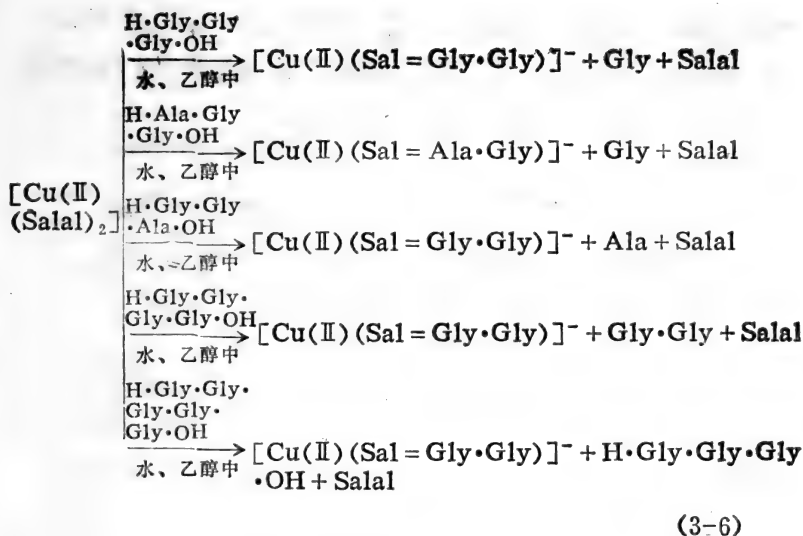 H·Gly·Gly
·Gly·OH
水、乙醇中
[Cu(Ⅱ)(Sal=Gly·Gly)]⁻+Gly+Salal
H·Ala·Gly
·Gly·OH
水、乙醇中
[Cu(Ⅱ)(Sal=Ala·Gly)]⁻+Gly+Salal
[Cu(Ⅱ)
(Salal)₂]
H·Gly·Gly
·Ala·OH
水、乙醇中
[Cu(Ⅱ)(Sal=Gly·Gly)]⁻+Ala+Salal
H·Gly·Gly·
Gly·Gly·OH
水、乙醇中
[Cu(Ⅱ)(Sal=Gly·Gly)]⁻+Gly·Gly+Salal
H·Gly·Gly·
Gly·Gly·
Gly·OH
水、乙醇中
[Cu(Ⅱ)(Sal=Gly·Gly)]⁻+H·Gly·Gly·Gly
·OH+Salal
(3-6)